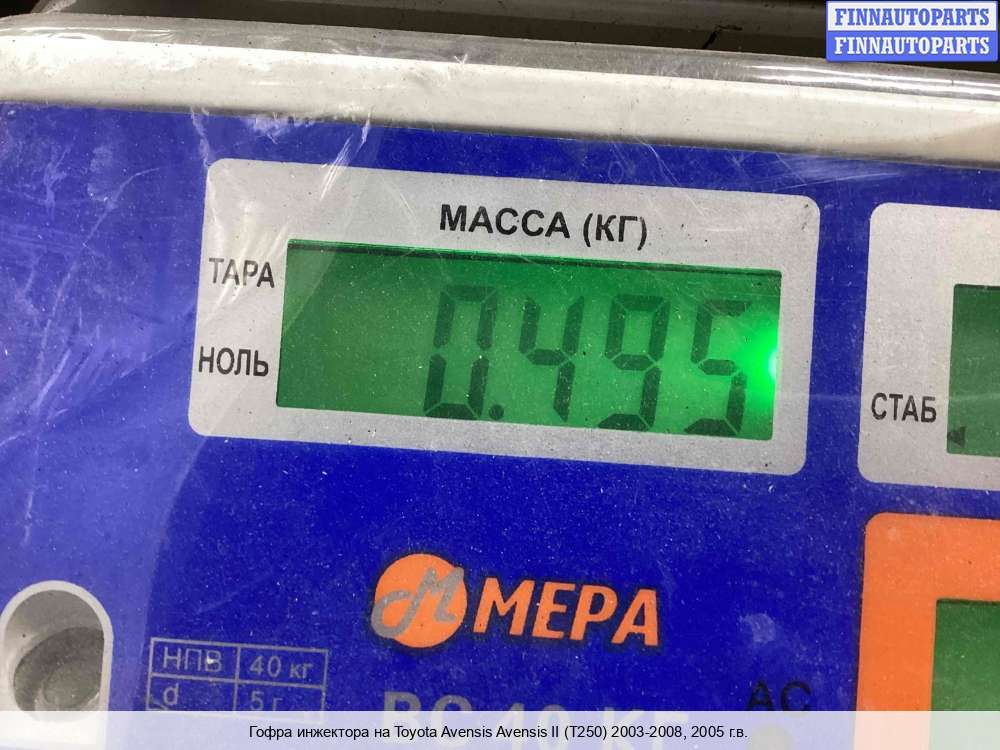 FINNAUTOPARTS
FINNAUTOPARTS
МАССА (КГ)
ТАРА
0.495
НОЛЬ
СТАБ
М МЕРА
НПВ 40 кг
d 5 г
АС
Гофра инжектора на Toyota Avensis Avensis II (T250) 2003-2008, 2005 г.в.